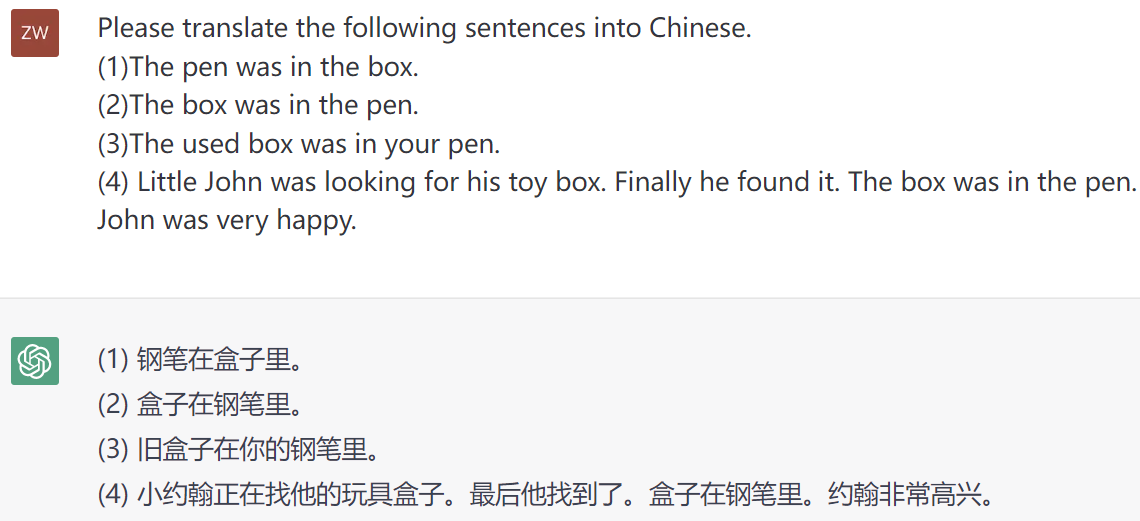 ZW
Please translate the following sentences into Chinese.
(1)The pen was in the box.
(2)The box was in the pen.
(3)The used box was in your pen.
(4) Little John was looking for his toy box. Finally he found it. The box was in the pen.
John was very happy.
(1) 钢笔在盒子里。
(2) 盒子在钢笔里。
(3) 旧盒子在你的钢笔里。
(4) 小约翰正在找他的玩具盒子。最后他找到了。盒子在钢笔里。约翰非常高兴。